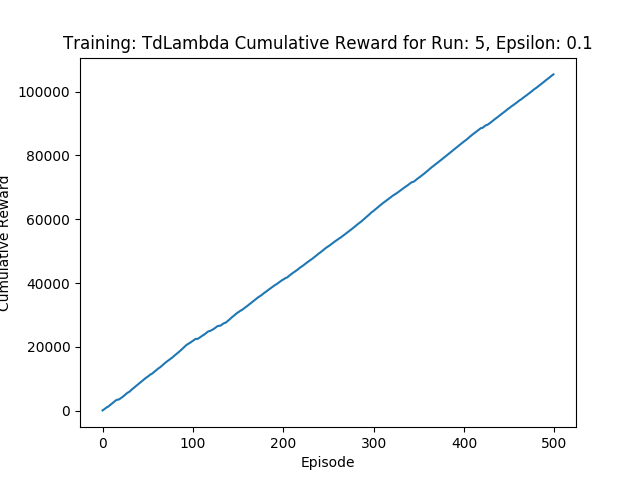 Training: TdLambda Cumulative Reward for Run: 5, Epsilon: 0.1
100000
80000
60000
40000
20000
0
Cumulative Reward
0 100 200 300 400 500
Episode